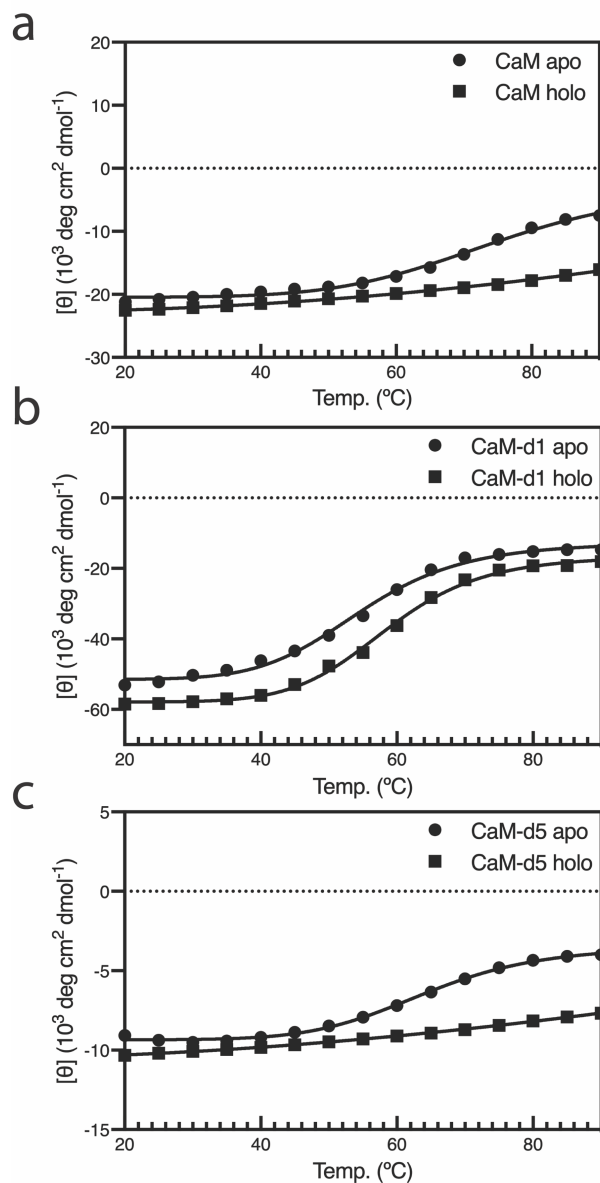 a
20
10
0
-10
-20
-30
[θ] (10³ deg cm² dmol⁻¹)
CaM apo
CaM holo
20 40 60 80
Temp. (ºC)
b
20
0
-20
-40
-60
[θ] (10³ deg cm² dmol⁻¹)
CaM-d1 apo
CaM-d1 holo
20 40 60 80
Temp. (ºC)
c
5
0
-5
-10
-15
[θ] (10³ deg cm² dmol⁻¹)
CaM-d5 apo
CaM-d5 holo
20 40 60 80
Temp. (ºC)